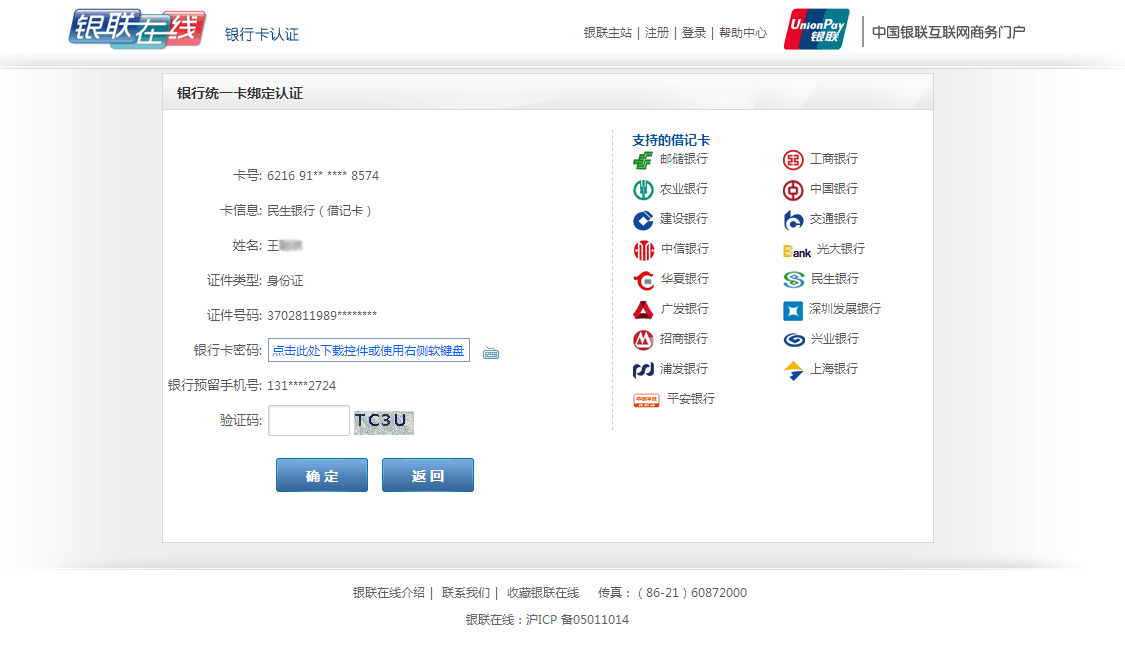 银联在线 银行卡认证 银联主站 | 注册 | 登录 | 帮助中心 UnionPay 银联 中国银联互联网商务门户
银行统一卡绑定认证
支持的借记卡
邮储银行 工商银行
农业银行 中国银行
建设银行 交通银行
中信银行 Bank 光大银行
华夏银行 民生银行
广发银行 深圳发展银行
招商银行 兴业银行
浦发银行 上海银行
平安银行
卡号: 6216 91** **** 8574
卡信息: 民生银行（借记卡）
姓名: 王
证件类型: 身份证
证件号码: 3702811989********
银行卡密码: 点击此处下载控件或使用右侧软键盘
银行预留手机号: 131****2724
验证码: TC3U
确 定 返 回
银联在线介绍 | 联系我们 | 收藏银联在线 传真：（86-21）60872000
银联在线：沪ICP 备05011014